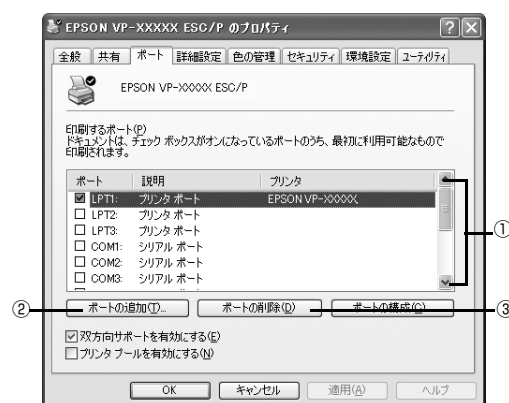 EPSON VP-XXXXX ESC/P のプロパティ
全般 共有 ポート 詳細設定 色の管理 セキュリティ 環境設定 ユーティリティ
EPSON VP-XXXXX ESC/P
印刷するポート(P)
ドキュメントは、チェック ボックスがオンになっているポートのうち、最初に利用可能なもので
印刷されます。
ポート 説明 プリンタ
LPT1: プリンタ ポート EPSON VP-XXXXX
LPT2: プリンタ ポート
LPT3: プリンタ ポート
COM1: シリアル ポート
COM2: シリアル ポート
COM3: シリアル ポート
①
② ポートの追加(T)... ポートの削除(D) ポートの構成(C)... ③
双方向サポートを有効にする(E)
プリンタ プールを有効にする(N)
OK キャンセル 適用(A) ヘルプ